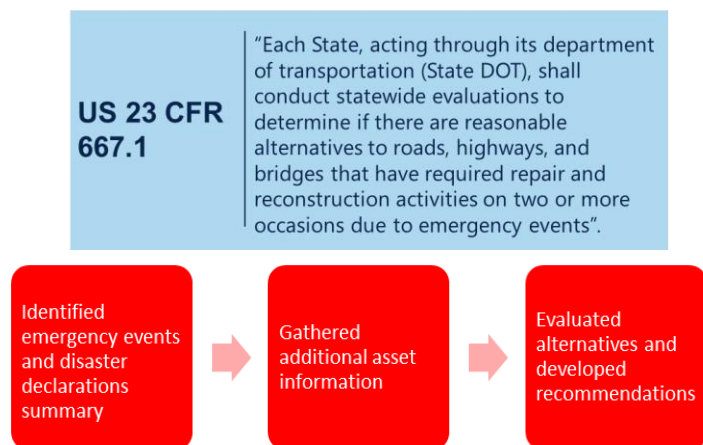 US 23 CFR
667.1
“Each State, acting through its department
of transportation (State DOT), shall
conduct statewide evaluations to
determine if there are reasonable
alternatives to roads, highways, and
bridges that have required repair and
reconstruction activities on two or more
occasions due to emergency events”.
Identified
emergency events
and disaster
declarations
summary
Gathered
additional asset
information
Evaluated
alternatives and
developed
recommendations